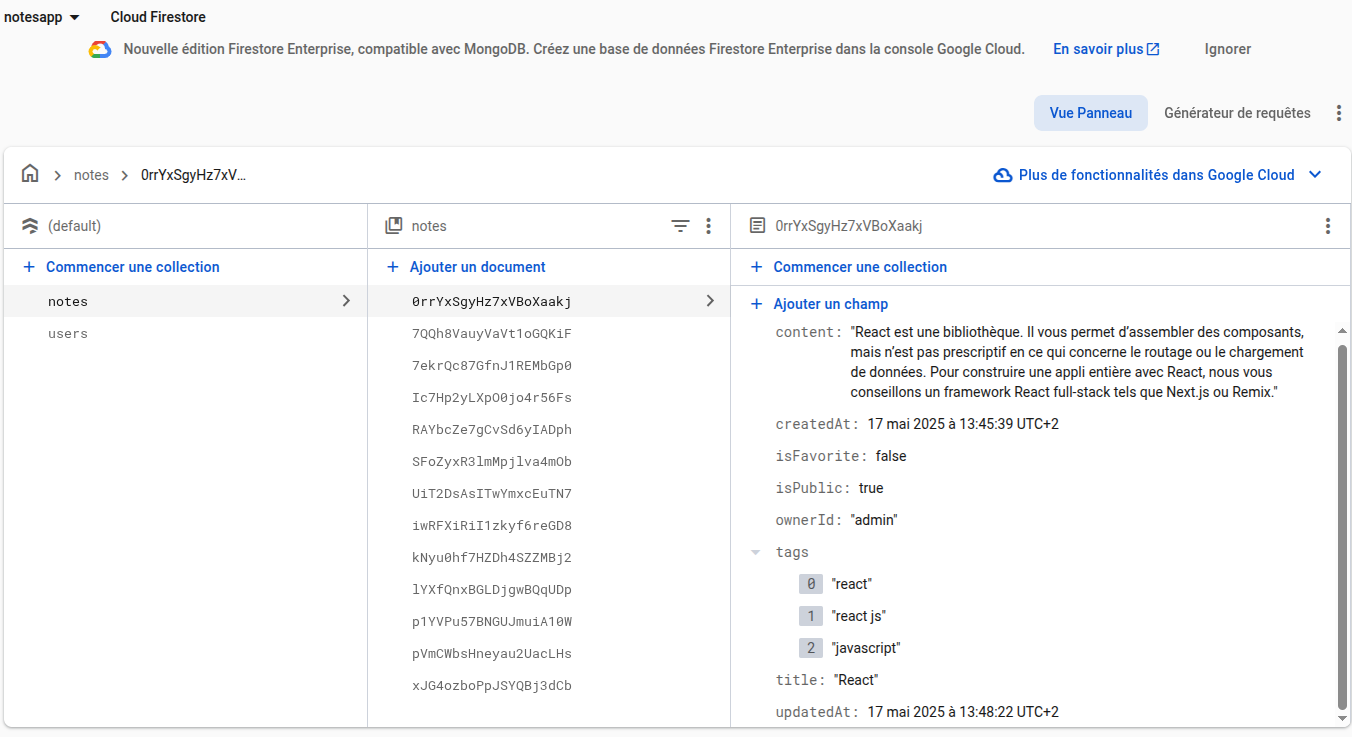 notesapp
Cloud Firestore
Nouvelle édition Firestore Enterprise, compatible avec MongoDB. Créez une base de données Firestore Enterprise dans la console Google Cloud.
En savoir plus
Ignorer
Vue Panneau
Générateur de requêtes
notes
0rrYxSgyHz7xV...
Plus de fonctionnalités dans Google Cloud
(default)
+ Commencer une collection
notes
users
notes
+ Ajouter un document
0rrYxSgyHz7xVBoXaakj
7QQh8VauyVaVt1oGQKiF
7ekrQc87GfnJ1REMbGp0
Ic7Hp2yLXpO0jo4r56Fs
RAYbcZe7gCvSd6yIADph
SFoZyxR3lmMpjlva4mOb
UiT2DsAsITwYmxcEuTN7
iwRFXiRiI1zkyf6reGD8
kNyu0hf7HZDh4SZZMBj2
lYXfQnxBGLDjgwBQqUDp
p1YVPu57BNGUJmuiA10W
pVmCWbsHneyau2UacLHs
xJG4ozboPpJSYQBj3dCb
0rrYxSgyHz7xVBoXaakj
+ Commencer une collection
+ Ajouter un champ
content: "React est une bibliothèque. Il vous permet d’assembler des composants,
mais n’est pas prescriptif en ce qui concerne le routage ou le chargement
de données. Pour construire une appli entière avec React, nous vous
conseillons un framework React full-stack tels que Next.js ou Remix."
createdAt: 17 mai 2025 à 13:45:39 UTC+2
isFavorite: false
isPublic: true
ownerId: "admin"
tags
0 "react"
1 "react js"
2 "javascript"
title: "React"
updatedAt: 17 mai 2025 à 13:48:22 UTC+2